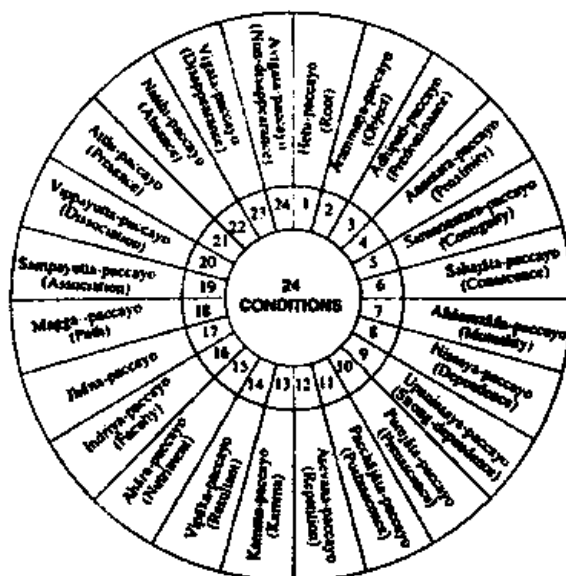 24
CONDITIONS
1
Hetu-paccayo
(Root)
2
Arammana-paccayo
(Object)
3
Adhipati-paccayo
(Predominance)
4
Anantara-paccayo
(Proximity)
5
Samanantara-paccayo
(Contiguity)
6
Sahajāta-paccayo
(Conascence)
7
Aññamañña-paccayo
(Mutuality)
8
Nissaya-paccayo
(Dependence)
9
Upanissaya-paccayo
(Strong dependence)
10
Purejāta-paccayo
(Prenascence)
11
Pacchājāta-paccayo
(Postnascence)
12
Asevana-paccayo
(Repetition)
13
Kamma-paccayo
(Kamma)
14
Vipāka-paccayo
(Resultant)
15
Ahāra-paccayo
(Nutriment)
16
Indriya-paccayo
(Faculty)
17
Jhāna-paccayo
18
Magga-paccayo
(Path)
19
Sampayutta-paccayo
(Association)
20
Vippayutta-paccayo
(Dissociation)
21
Atthi-paccayo
(Presence)
22
Natthi-paccayo
(Absence)
23
Vigata-paccayo
(Disappearance)
24
Avigata-paccayo
(Non-disappearance)